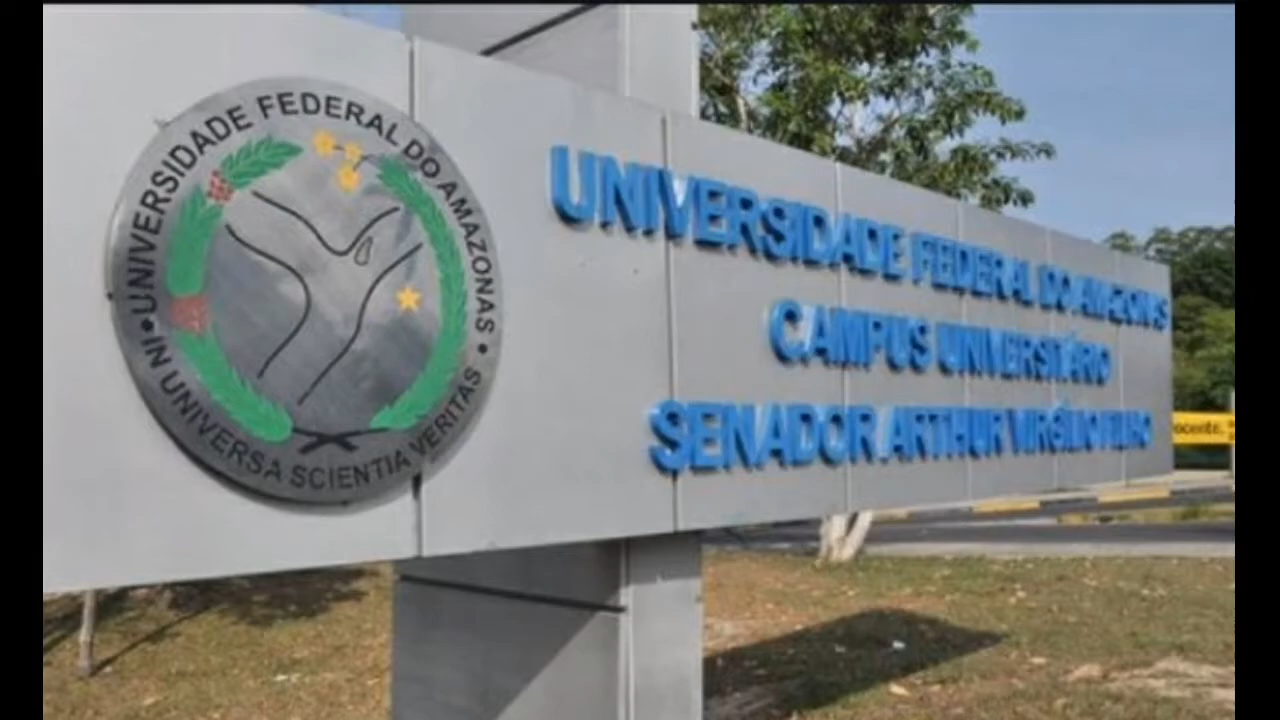 UNIVERSIDADE FEDERAL DO AMAZONAS
IN UNIVERSA SCIENTIA VERITAS
UNIVERSIDADE FEDERAL DO AMAZONAS
CAMPUS UNIVERSITÁRIO
SENADOR ARTHUR VIRGÍLIO FILHO